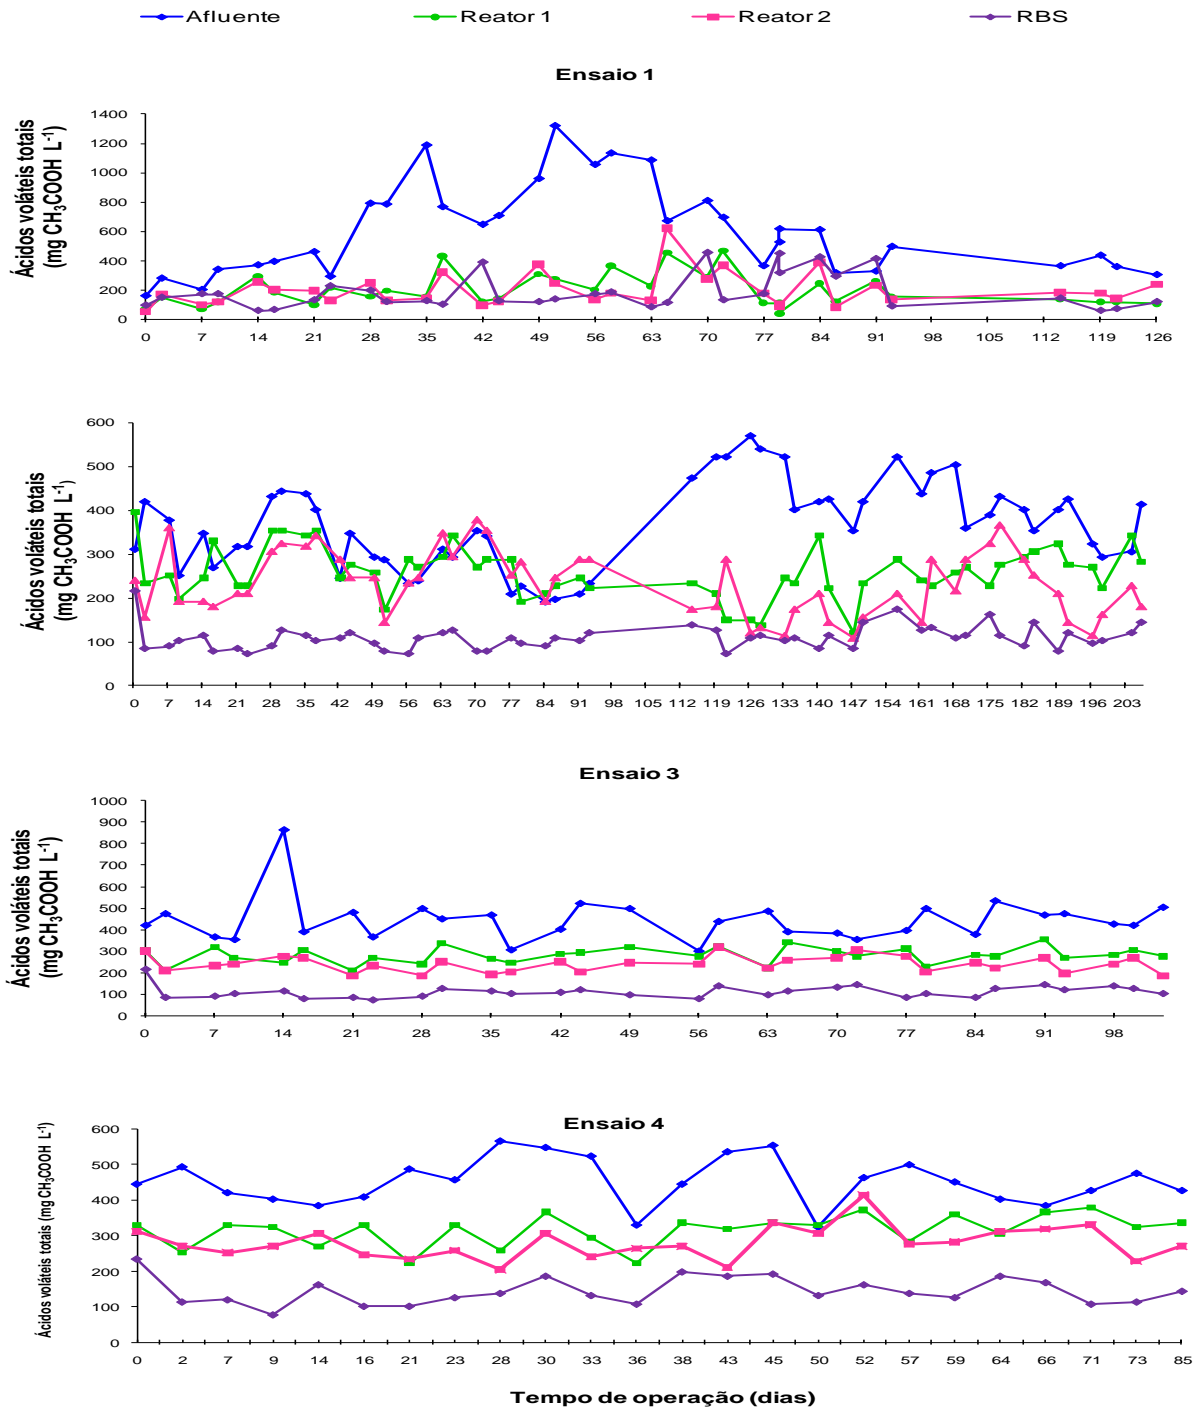 Afluente Reator 1 Reator 2 RBS
Ensaio 1
Ácidos voláteis totais
(mg CH₃COOH L⁻¹)
1400
1200
1000
800
600
400
200
0
0 7 14 21 28 35 42 49 56 63 70 77 84 91 98 105 112 119 126
Ácidos voláteis totais
(mg CH₃COOH L⁻¹)
600
500
400
300
200
100
0
0 7 14 21 28 35 42 49 56 63 70 77 84 91 98 105 112 119 126 133 140 147 154 161 168 175 182 189 196 203
Ensaio 3
Ácidos voláteis totais
(mg CH₃COOH L⁻¹)
1000
900
800
700
600
500
400
300
200
100
0
0 7 14 21 28 35 42 49 56 63 70 77 84 91 98
Ensaio 4
Ácidos voláteis totais (mg CH₃COOH L⁻¹)
600
500
400
300
200
100
0
0 2 7 9 14 16 21 23 28 30 33 36 38 43 45 50 52 57 59 64 66 71 73 85
Tempo de operação (dias)